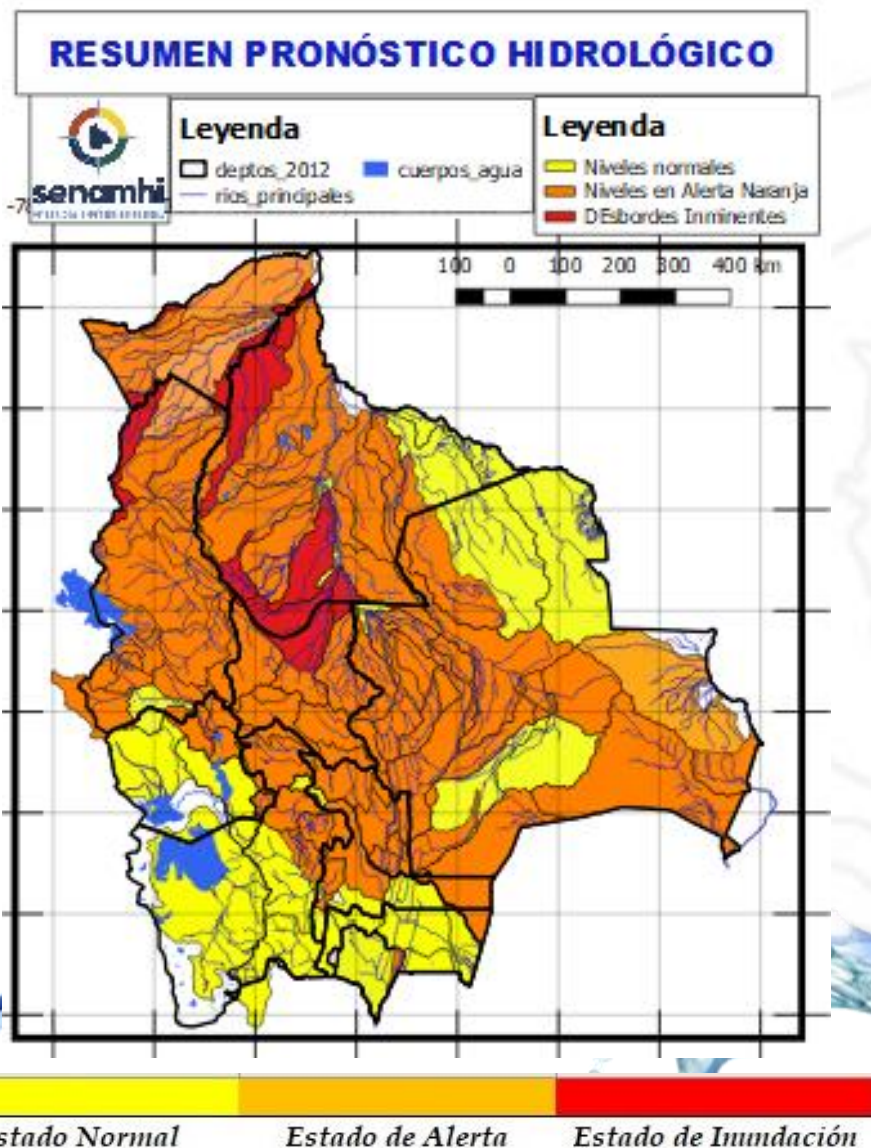 RESUMEN PRONÓSTICO HIDROLÓGICO
senamhi
Leyenda
deptos_2012
cuerpos_agua
rios_principales
Leyenda
Niveles normales
Niveles en Alerta Naranja
DEsbordes Inminentes
100 0 100 200 300 400 km
stado Normal
Estado de Alerta
Estado de Inundación